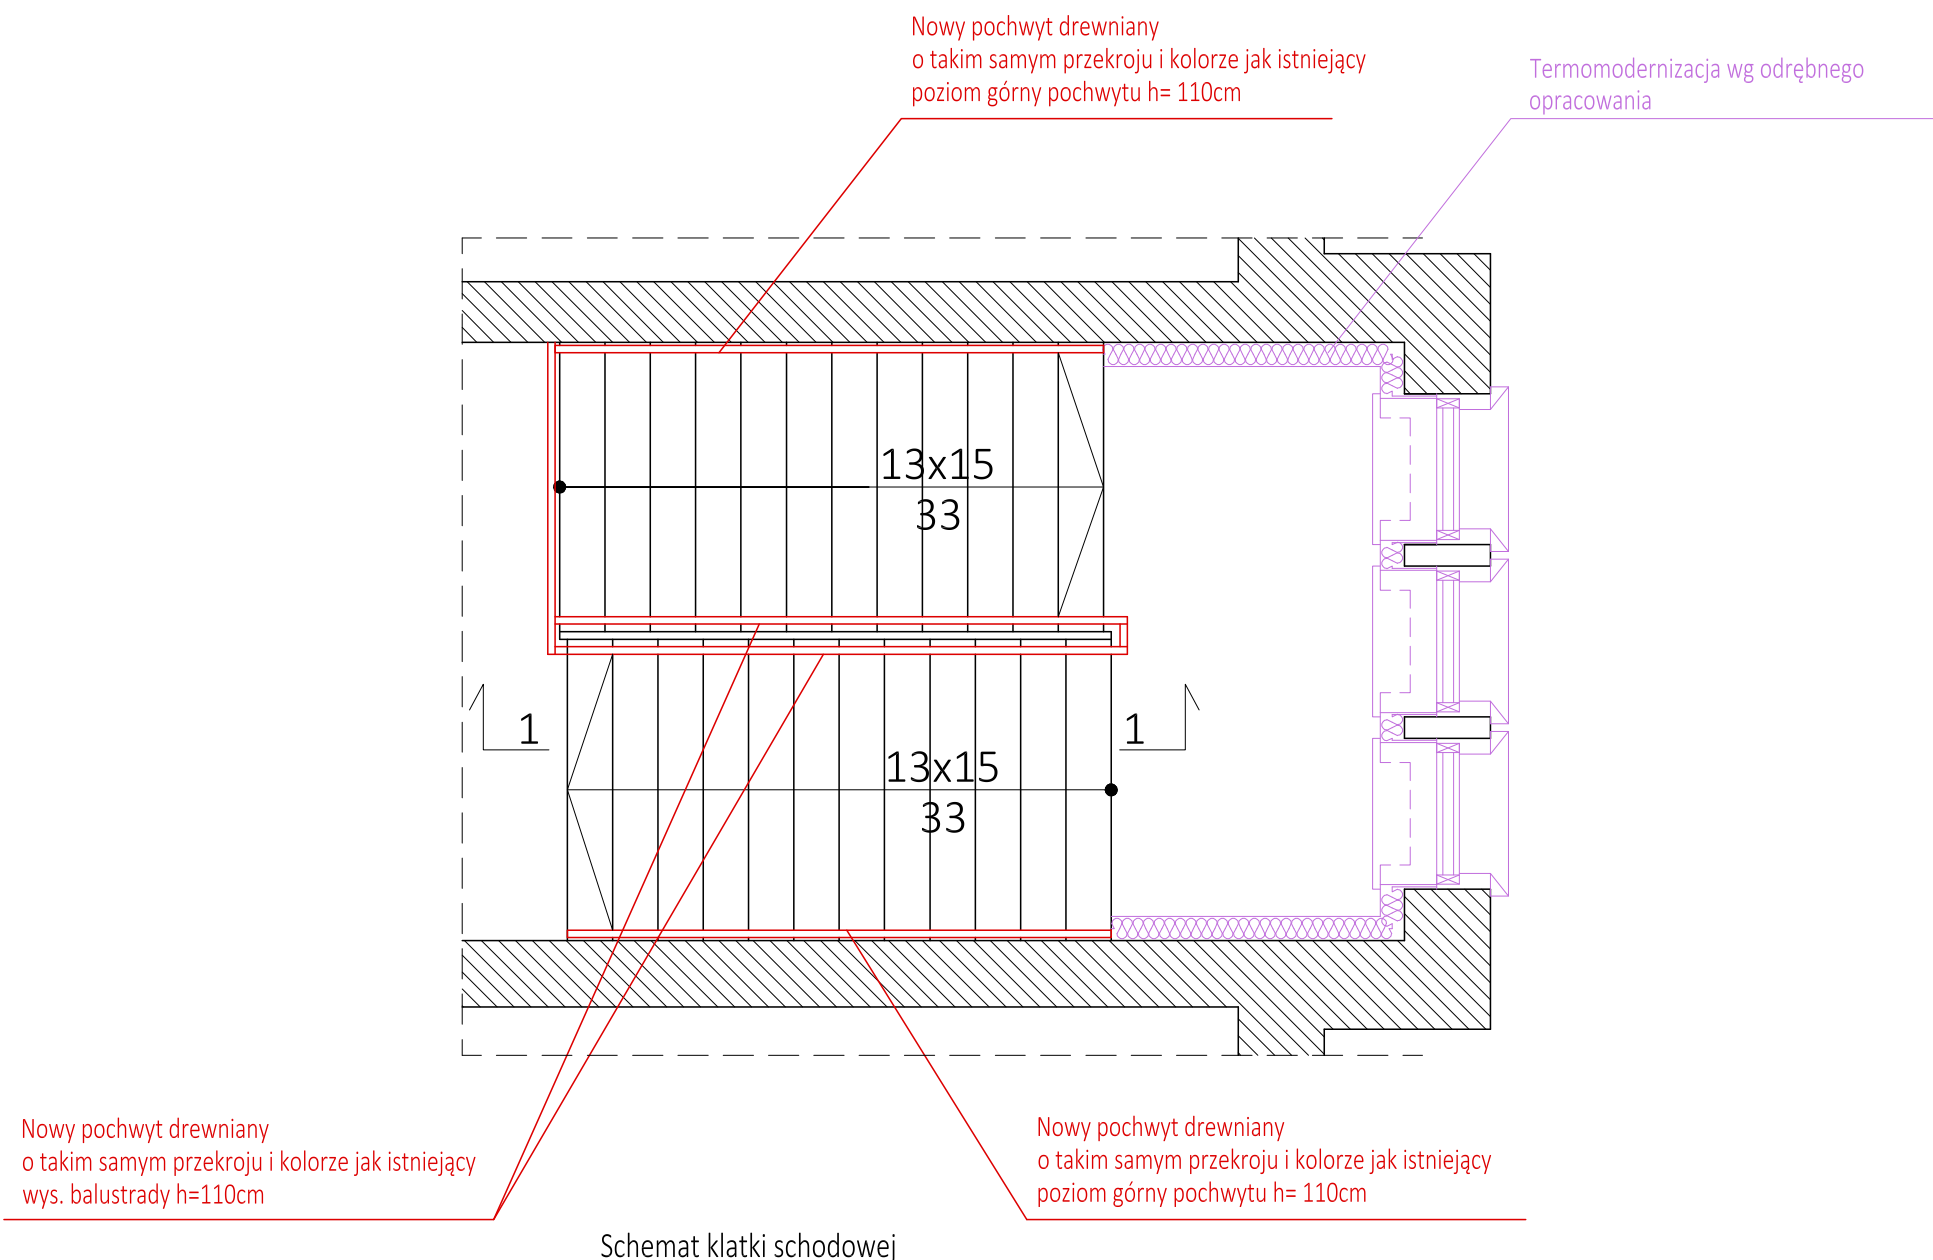 Nowy pochwyt drewniany
o takim samym przekroju i kolorze jak istniejący
poziom górny pochwytu h= 110cm
Termomodernizacja wg odrębnego
opracowania
13x15
33
1
1
13x15
33
Nowy pochwyt drewniany
o takim samym przekroju i kolorze jak istniejący
wys. balustrady h=110cm
Nowy pochwyt drewniany
o takim samym przekroju i kolorze jak istniejący
poziom górny pochwytu h= 110cm
Schemat klatki schodowej